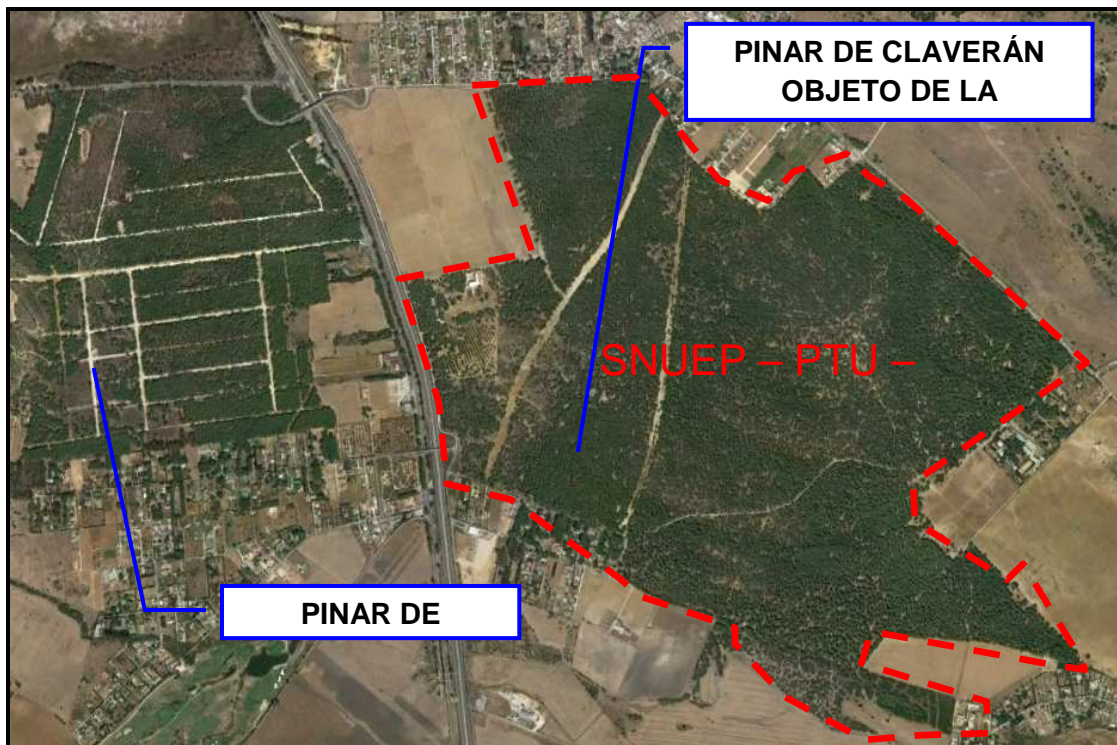 PINAR DE CLAVERÁN
OBJETO DE LA
SNUEP – PTU –
PINAR DE